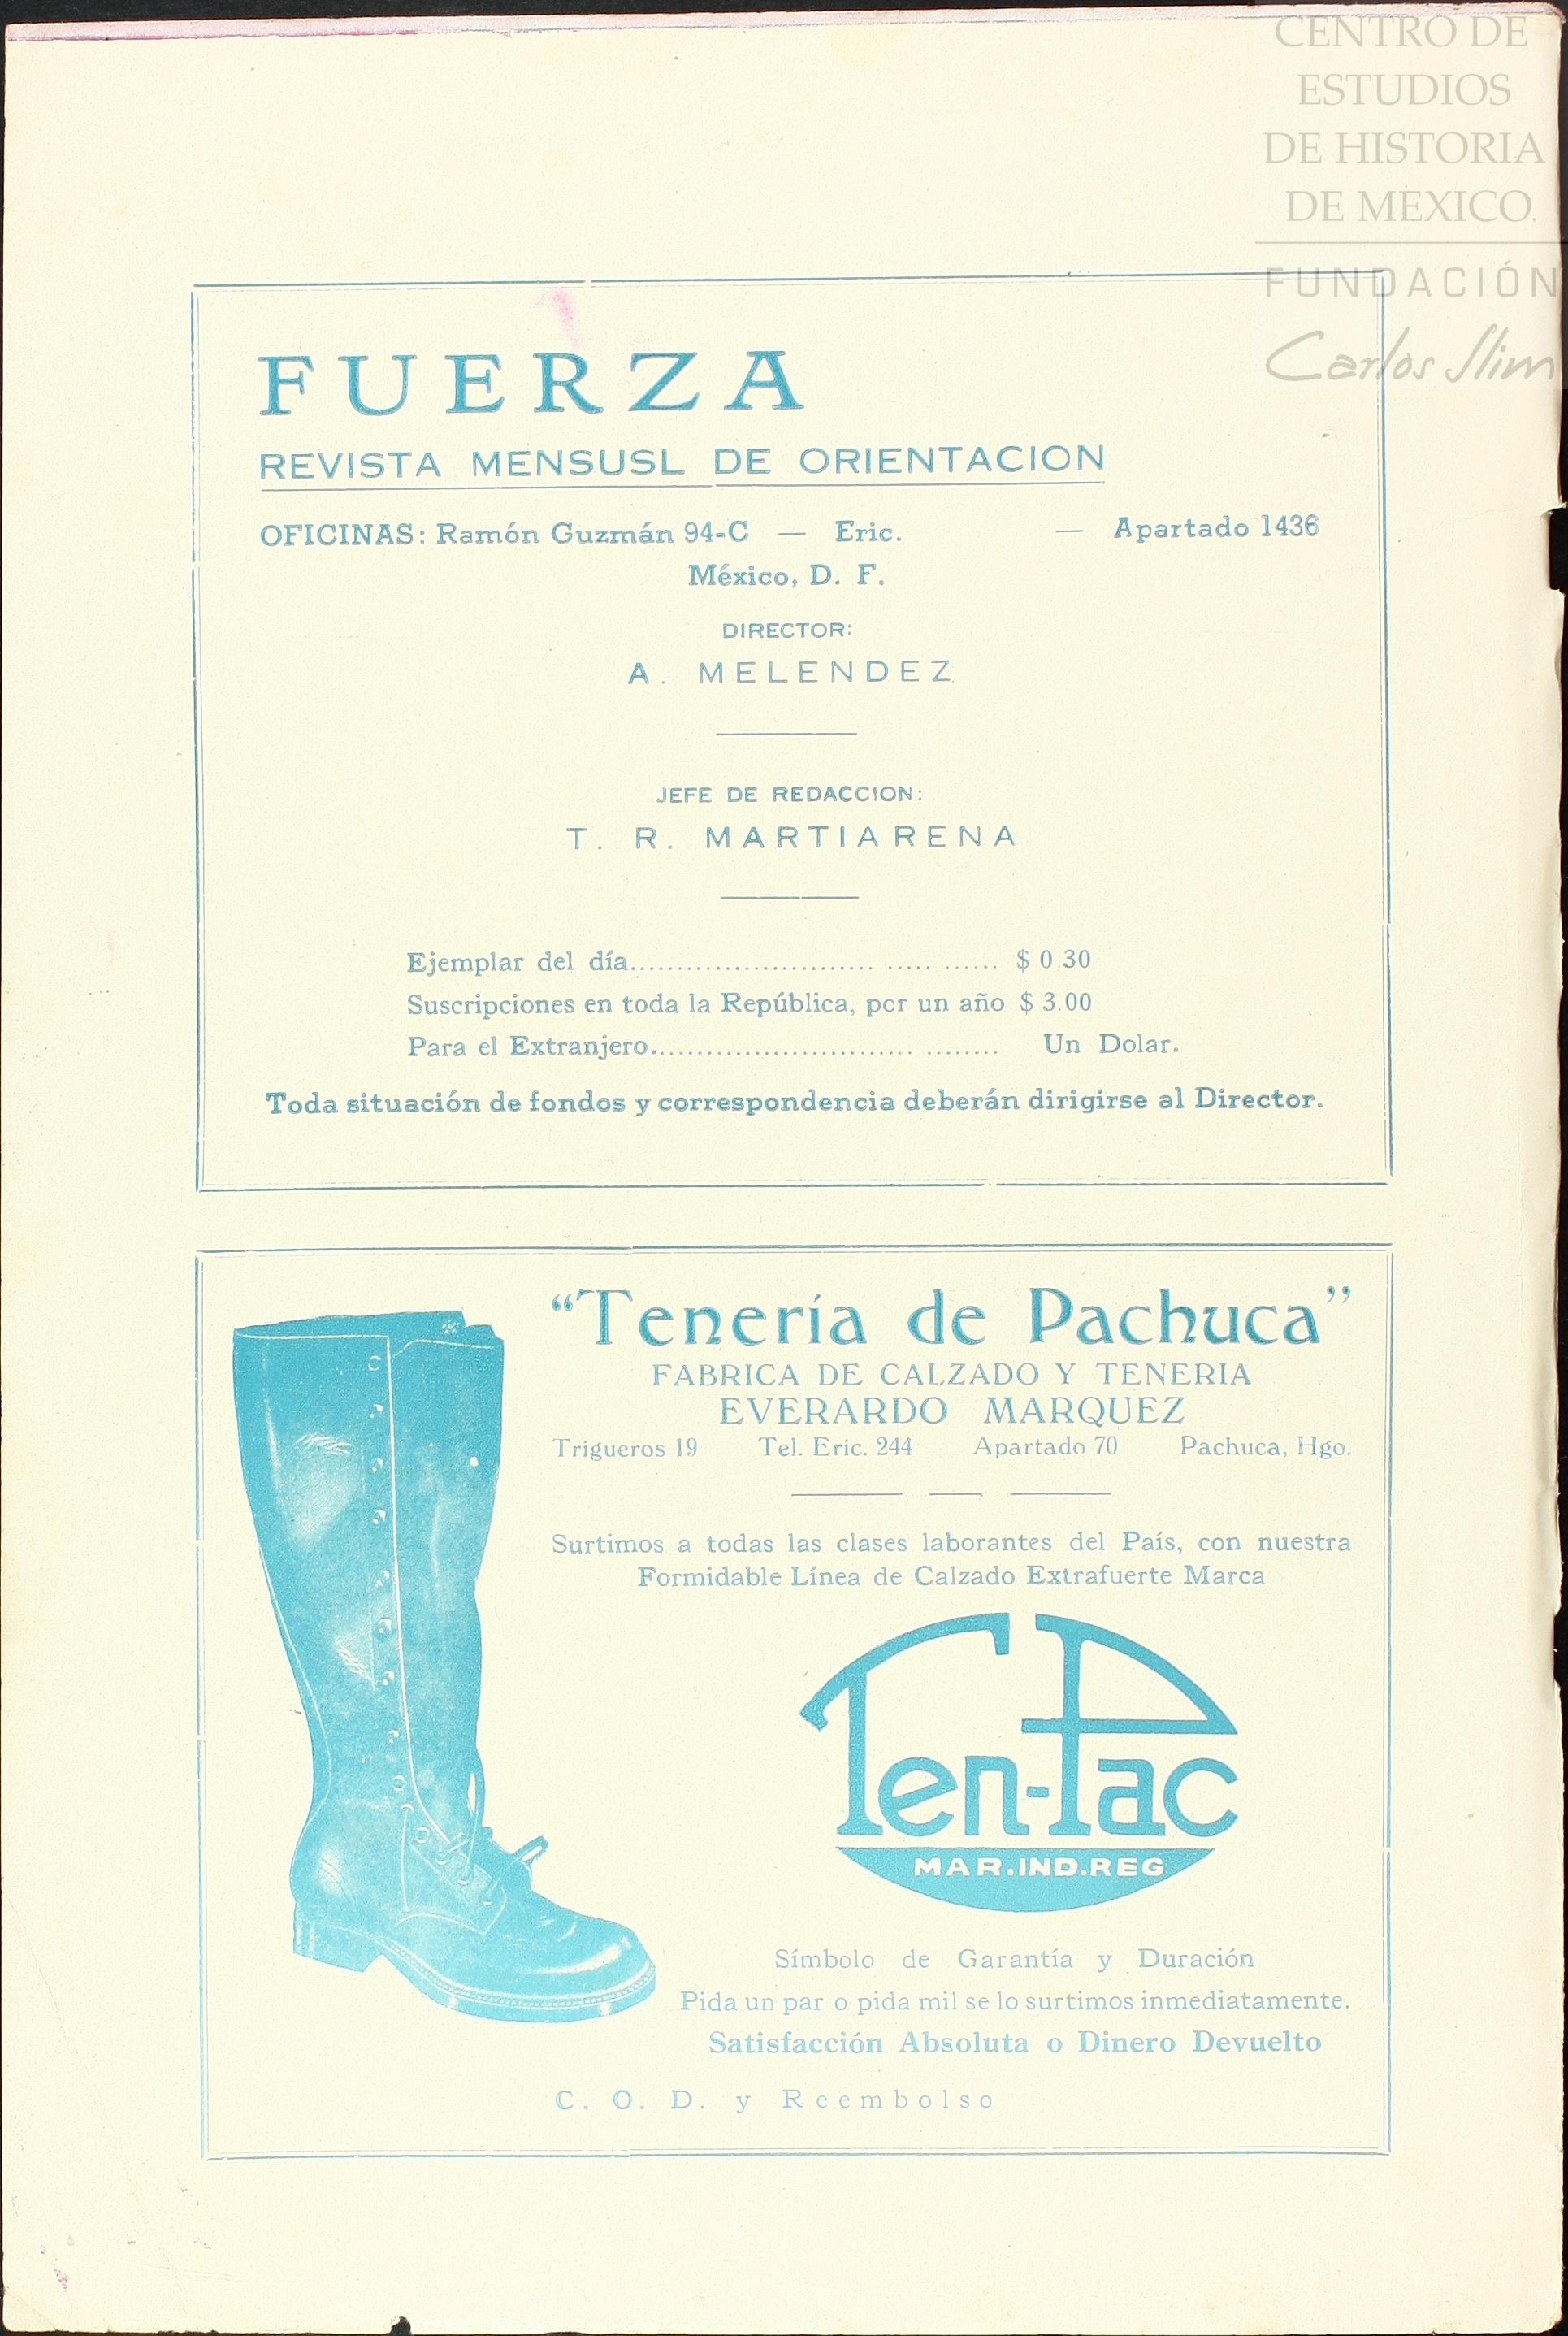 CENTRO DE
ESTUDIOS
DE HISTORIA
DE MEXICO.
FUNDACIÓN
Carlos Slim
FUERZA
REVISTA MENSUSL DE ORIENTACION
OFICINAS: Ramón Guzmán 94-C — Eric. — Apartado 1436
México, D. F.
DIRECTOR:
A. MELENDEZ
JEFE DE REDACCION:
T. R. MARTIARENA
Ejemplar del día................................... $ 0.30
Suscripciones en toda la República, por un año $ 3.00
Para el Extranjero..................................... Un Dolar.
Toda situación de fondos y correspondencia deberán dirigirse al Director.
"Tenería de Pachuca"
FABRICA DE CALZADO Y TENERIA
EVERARDO MARQUEZ
Trigueros 19 Tel. Eric. 244 Apartado 70 Pachuca, Hgo.
Surtimos a todas las clases laborantes del País, con nuestra
Formidable Línea de Calzado Extrafuerte Marca
Ten-Pac
MAR.IND.REG
Símbolo de Garantía y Duración
Pida un par o pida mil se lo surtimos inmediatamente.
Satisfacción Absoluta o Dinero Devuelto
C. O. D. y Reembolso